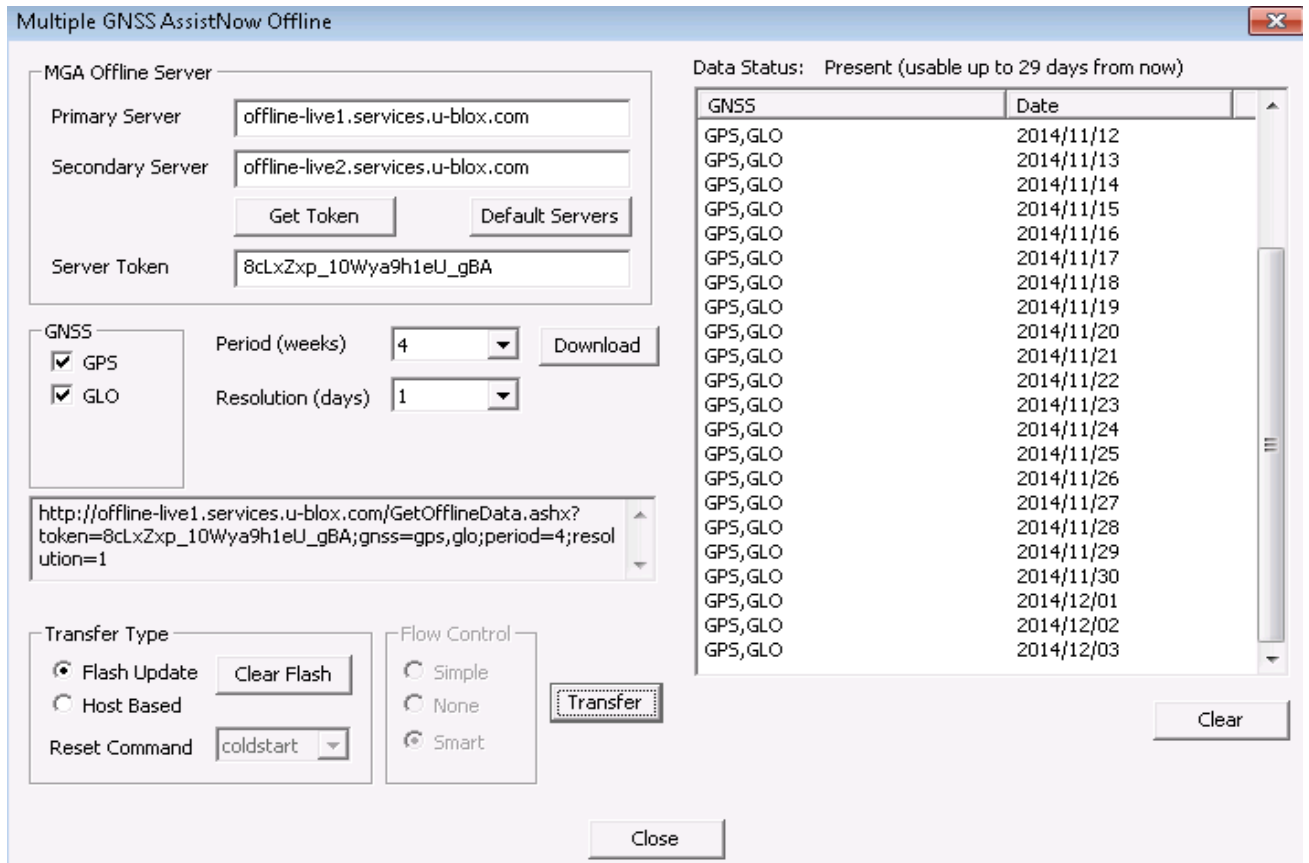 Multiple GNSS AssistNow Offline
MGA Offline Server
Primary Server offline-live1.services.u-blox.com
Secondary Server offline-live2.services.u-blox.com
Get Token Default Servers
Server Token 8cLxZxp_10Wya9h1eU_gBA
GNSS
GPS
GLO
Period (weeks) 4 Download
Resolution (days) 1
http://offline-live1.services.u-blox.com/GetOfflineData.ashx?
token=8cLxZxp_10Wya9h1eU_gBA;gnss=gps,glo;period=4;resol
ution=1
Transfer Type
Flash Update Clear Flash
Host Based
Reset Command coldstart
Flow Control
Simple
None
Smart
Transfer
Data Status: Present (usable up to 29 days from now)
GNSS Date
GPS,GLO 2014/11/12
GPS,GLO 2014/11/13
GPS,GLO 2014/11/14
GPS,GLO 2014/11/15
GPS,GLO 2014/11/16
GPS,GLO 2014/11/17
GPS,GLO 2014/11/18
GPS,GLO 2014/11/19
GPS,GLO 2014/11/20
GPS,GLO 2014/11/21
GPS,GLO 2014/11/22
GPS,GLO 2014/11/23
GPS,GLO 2014/11/24
GPS,GLO 2014/11/25
GPS,GLO 2014/11/26
GPS,GLO 2014/11/27
GPS,GLO 2014/11/28
GPS,GLO 2014/11/29
GPS,GLO 2014/11/30
GPS,GLO 2014/12/01
GPS,GLO 2014/12/02
GPS,GLO 2014/12/03
Clear
Close